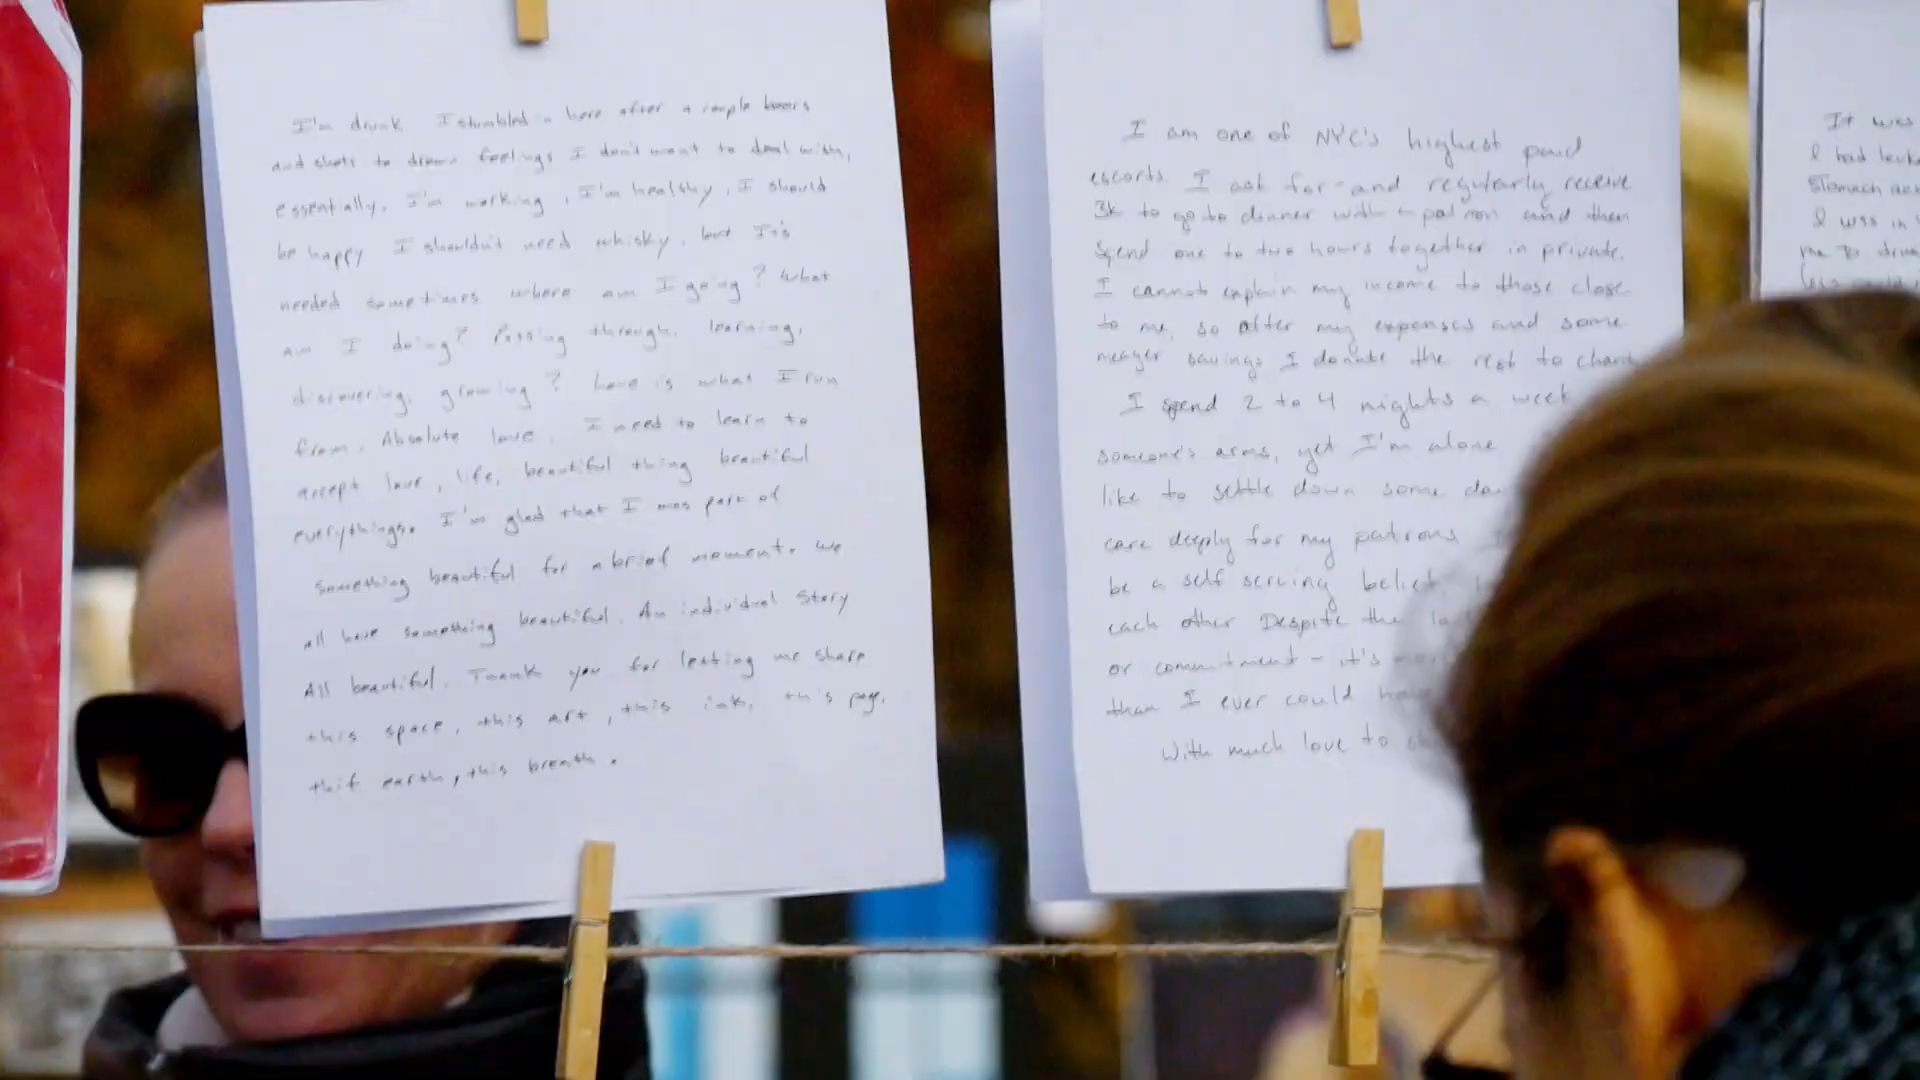 I'm drunk I stumbled in here after a couple beers
and shots to drown feelings I don't want to deal with,
essentially. I'm working, I'm healthy, I should
be happy I shouldn't need whisky, but It's
needed sometimes where am I going? What
am I doing? Passing through, learning,
discovering, growing? Love is what I run
from. Absolute love. I need to learn to
accept love, life, beautiful thing beautiful
everythings. I'm glad that I was part of
something beautiful for a brief moment. We
all have something beautiful. An individual story
All beautiful. Thank you for letting me share
this space, this art, this ink, this page,
this earth, this breath.
I am one of NYC's highest paid
escorts. I ask for - and regularly receive
3k to go to dinner with a patron and then
spend one to two hours together in private.
I cannot explain my income to those close
to me, so after my expenses and some
meager savings I donate the rest to
I spend 2 to 4 nights a week
someone's arms, yet I'm alone
like to settle down some
care deeply for my patrons
be a self serving belief,
each other Despite the
or commitment - it's
than I ever could
With much love to
It was
I had
stomach
I was in
me to